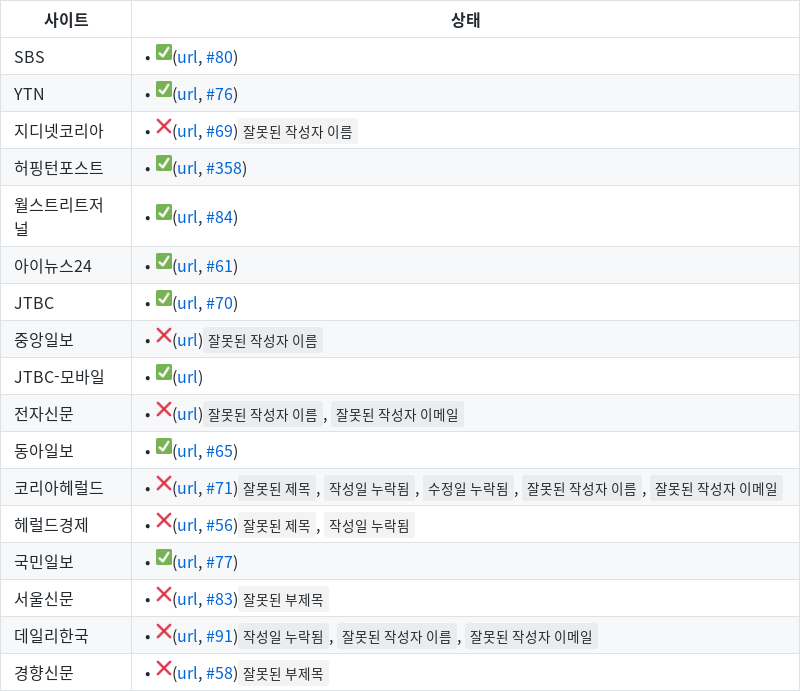 사이트 상태
SBS • ✅(url, #80)
YTN • ✅(url, #76)
지디넷코리아 • ❌(url, #69) 잘못된 작성자 이름
허핑턴포스트 • ✅(url, #358)
월스트리트저
널 • ✅(url, #84)
아이뉴스24 • ✅(url, #61)
JTBC • ✅(url, #70)
중앙일보 • ❌(url) 잘못된 작성자 이름
JTBC-모바일 • ✅(url)
전자신문 • ❌(url) 잘못된 작성자 이름 , 잘못된 작성자 이메일
동아일보 • ✅(url, #65)
코리아헤럴드 • ❌(url, #71) 잘못된 제목 , 작성일 누락됨 , 수정일 누락됨 , 잘못된 작성자 이름 , 잘못된 작성자 이메일
헤럴드경제 • ❌(url, #56) 잘못된 제목 , 작성일 누락됨
국민일보 • ✅(url, #77)
서울신문 • ❌(url, #83) 잘못된 부제목
데일리한국 • ❌(url, #91) 작성일 누락됨 , 잘못된 작성자 이름 , 잘못된 작성자 이메일
경향신문 • ❌(url, #58) 잘못된 부제목